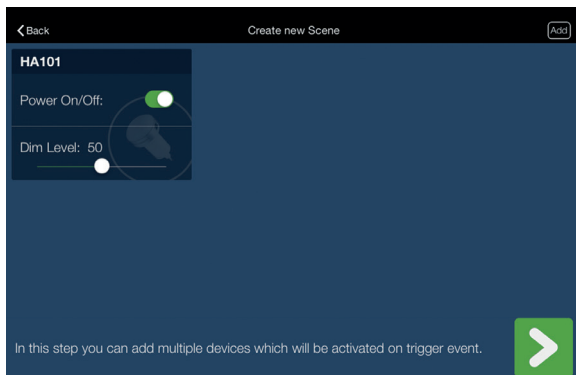 Back
Create new Scene
Add
HA101
Power On/Off:
Dim Level: 50
In this step you can add multiple devices which will be activated on trigger event.